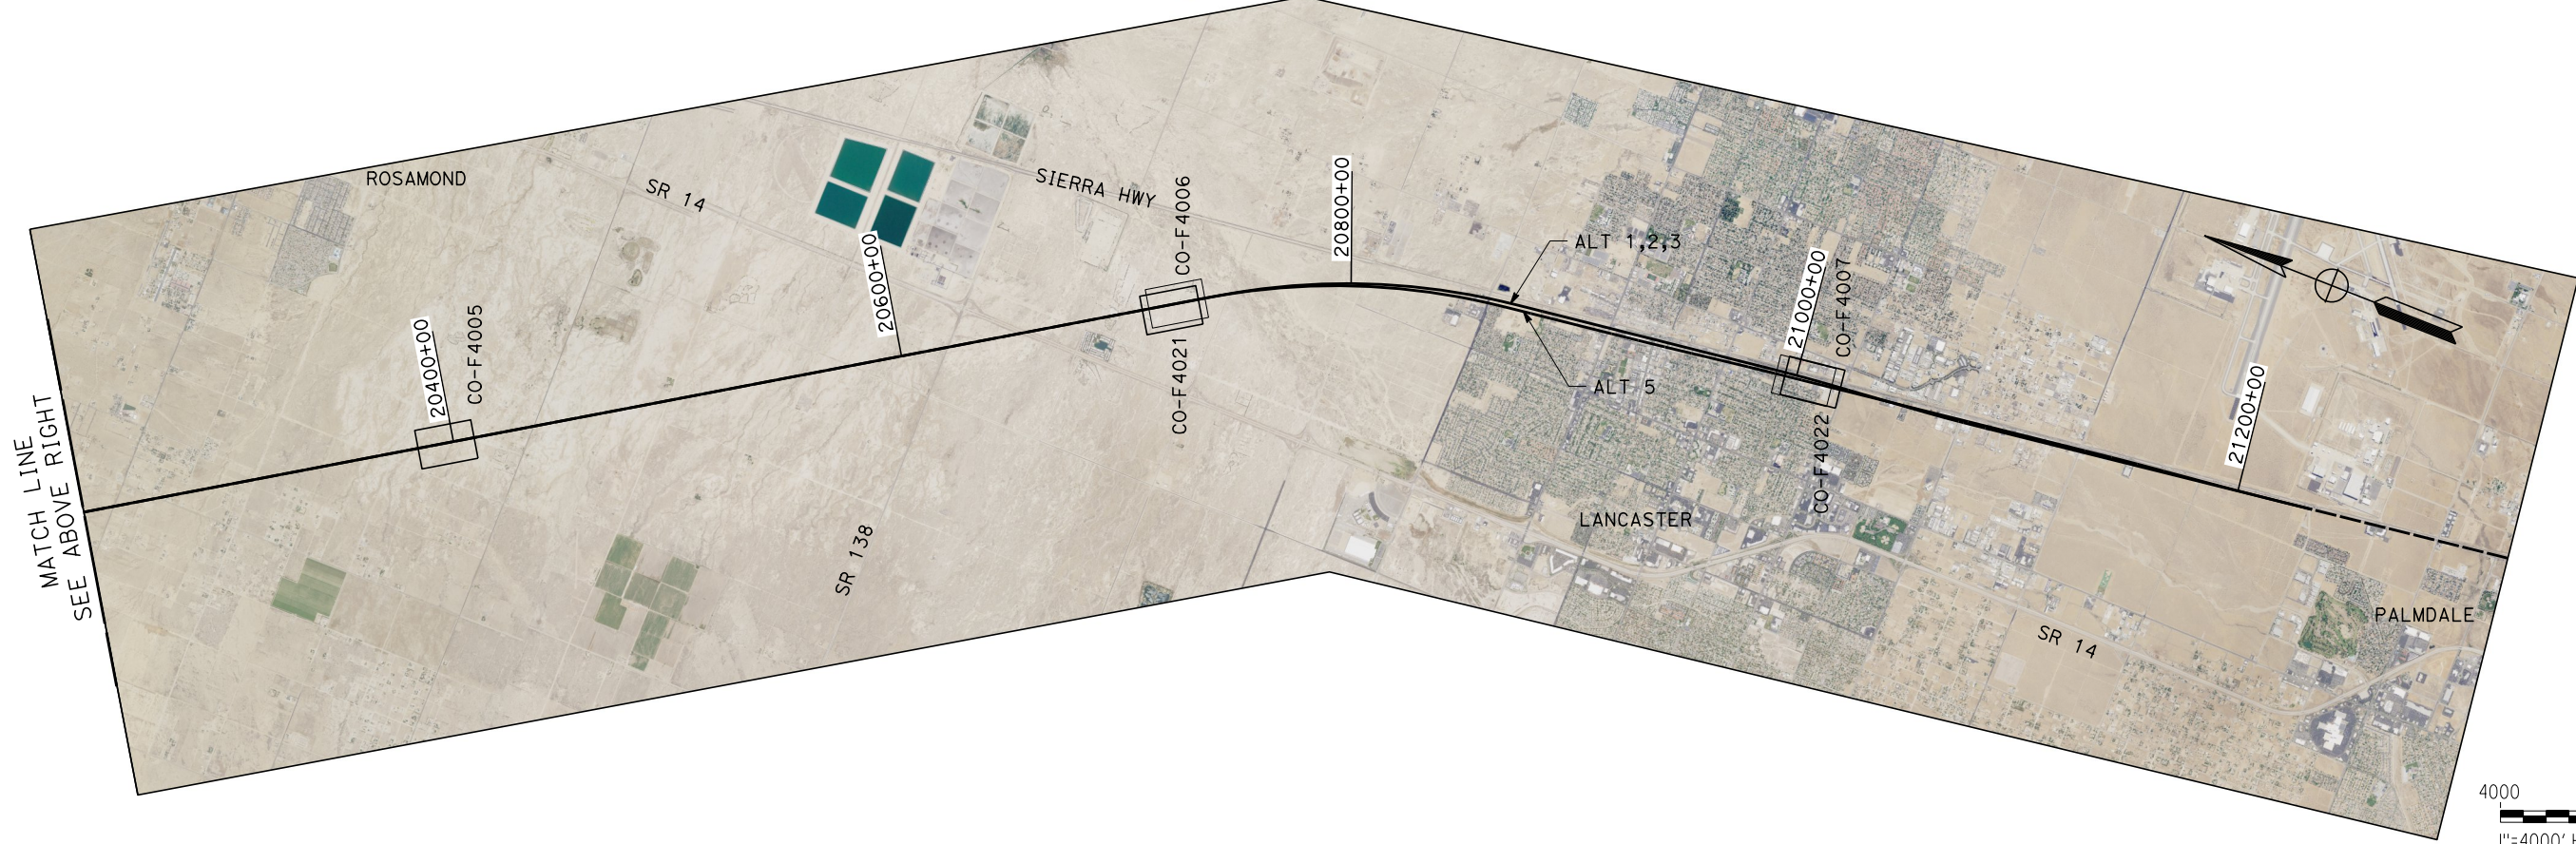 ROSAMOND
SR 14
SIERRA HWY
CO-F4006
20800+00
ALT 1,2,3
20600+00
21000+00
CO-F4007
20400+00
CO-F4005
CO-F4021
ALT 5
21200+00
MATCH LINE
SEE ABOVE RIGHT
CO-F4022
LANCASTER
SR 138
PALMDALE
SR 14
4000
1"=4000'